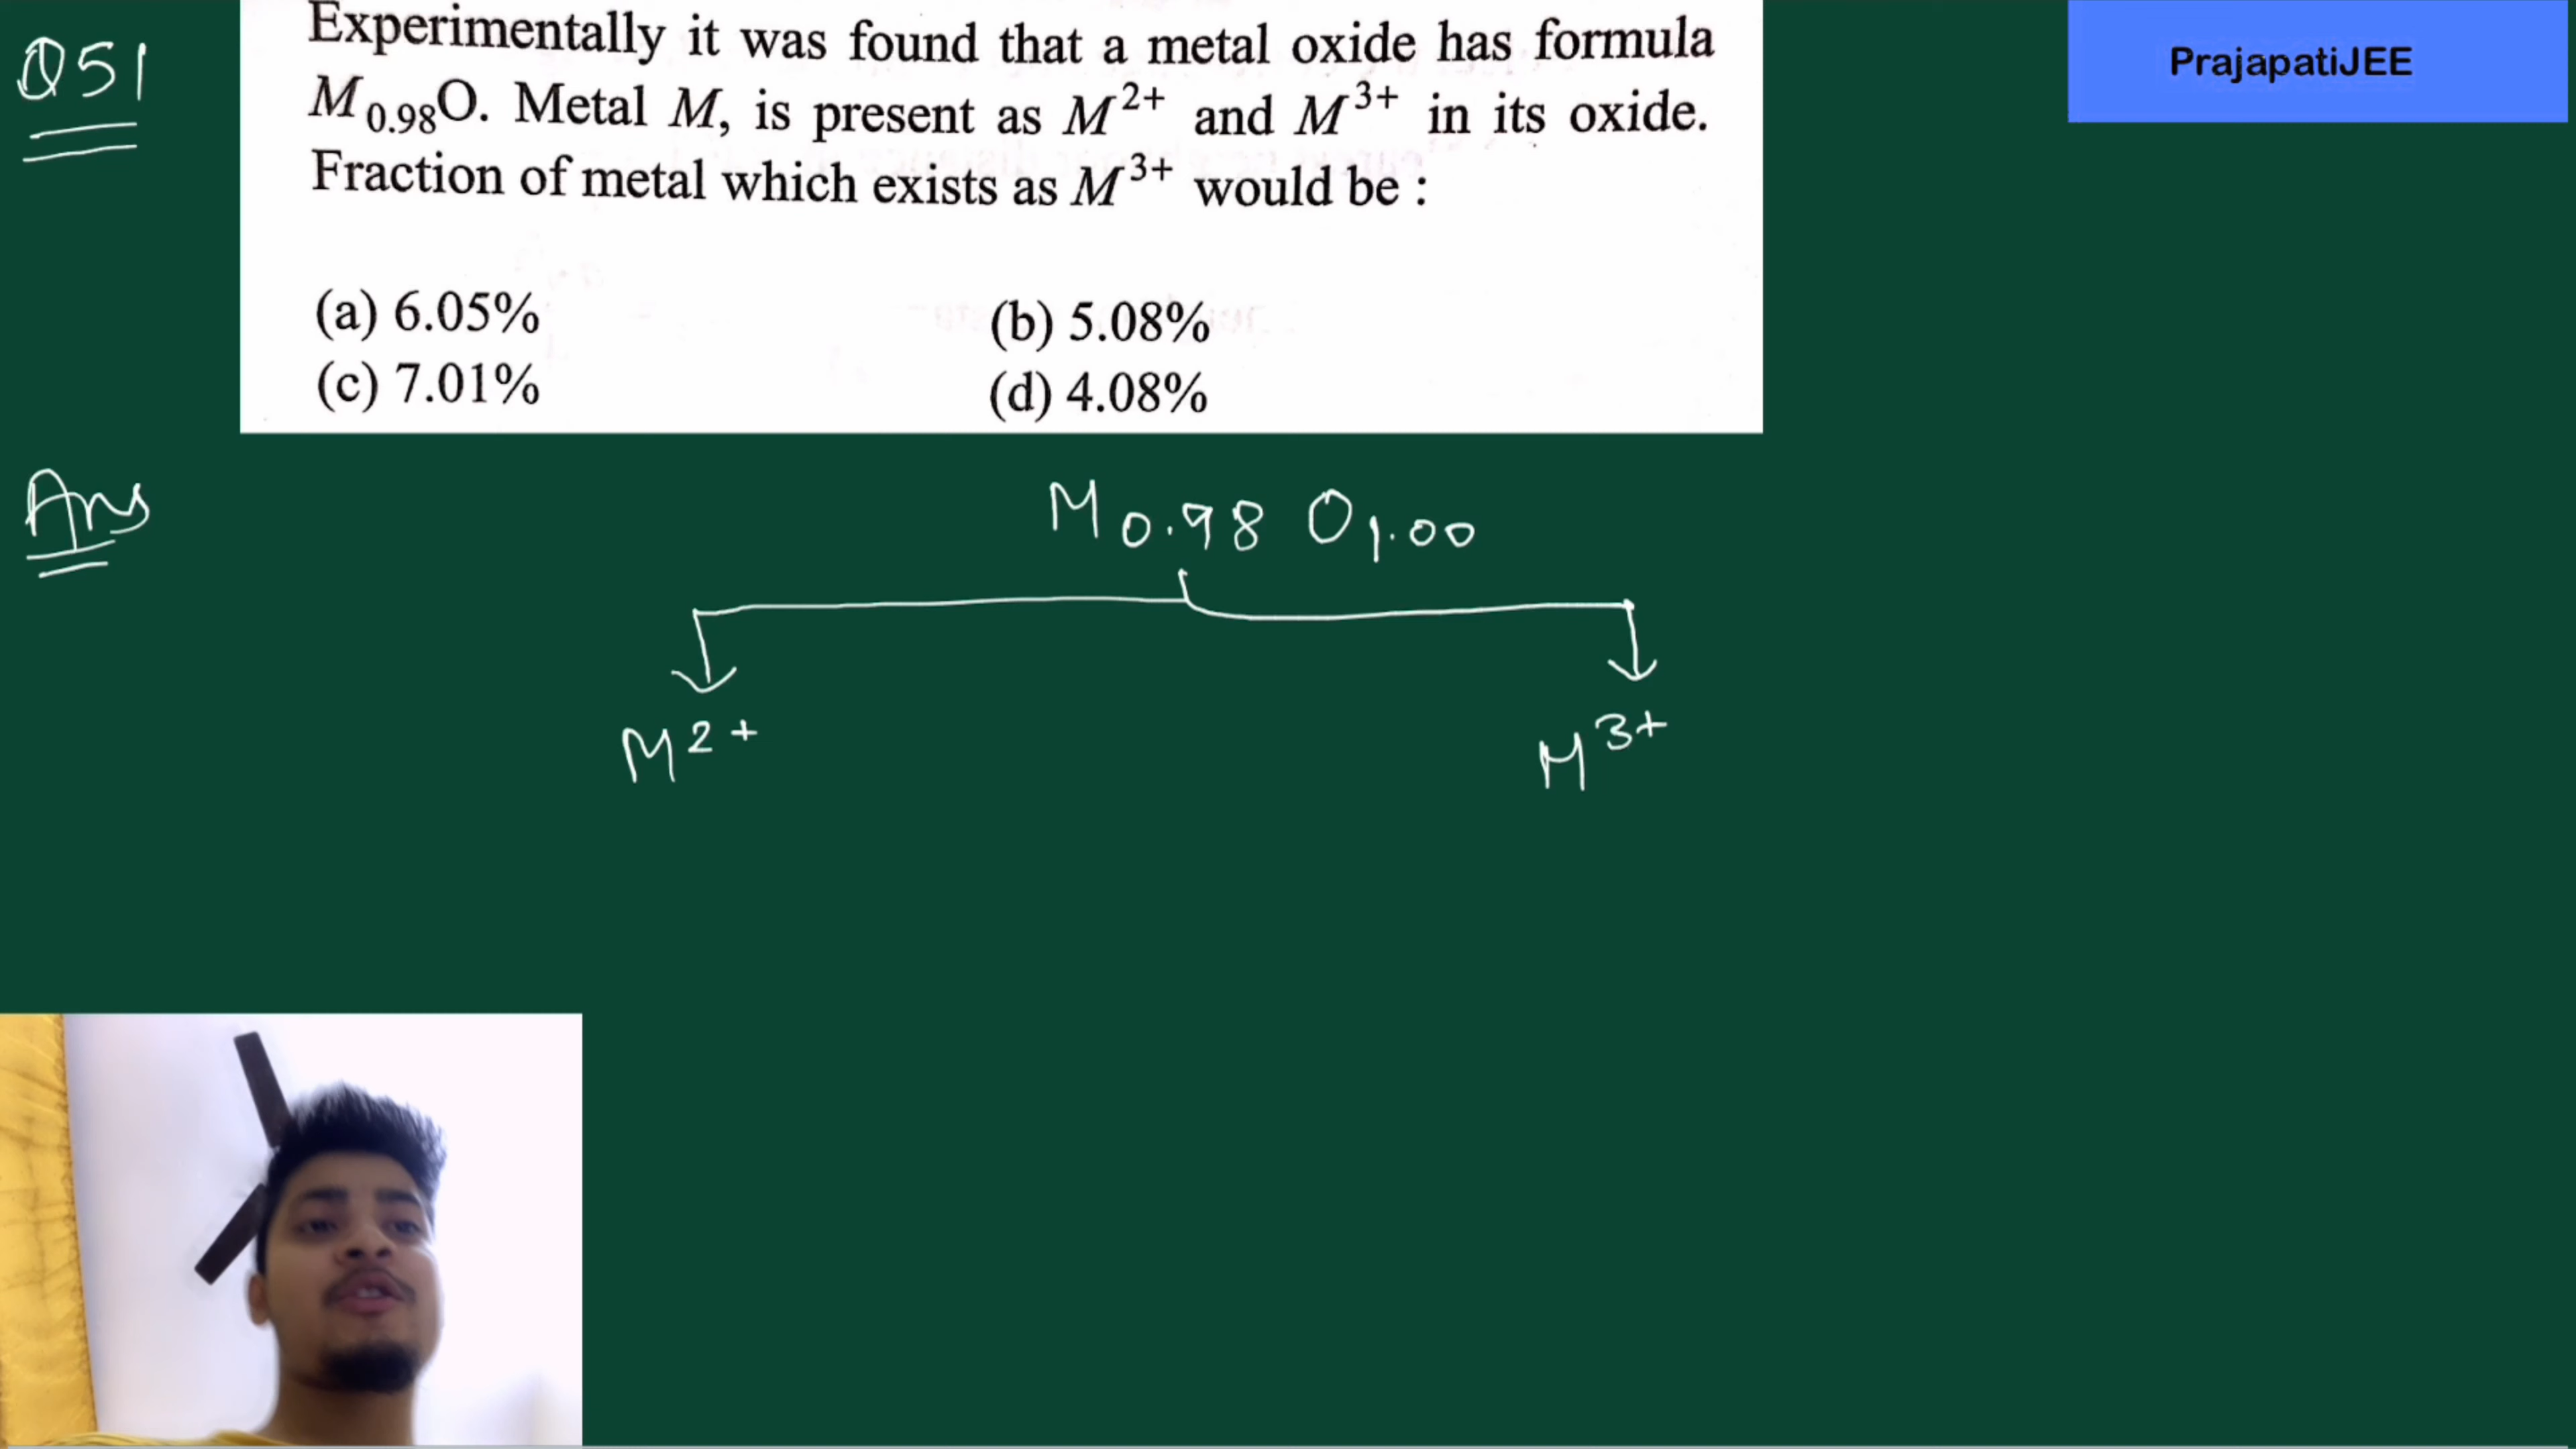 Q51
Experimentally it was found that a metal oxide has formula
M0.98O. Metal M, is present as M2+ and M3+ in its oxide.
Fraction of metal which exists as M3+ would be :
(a) 6.05% (b) 5.08%
(c) 7.01% (d) 4.08%
PrajapatiJEE
Ans
M0.98 O1.00
M2+ M3+